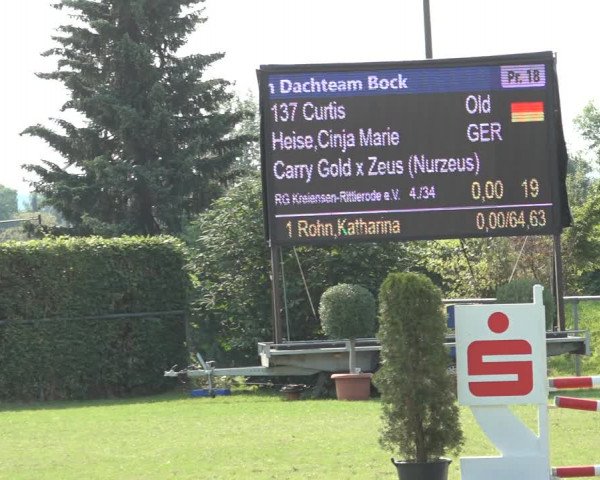 n Dachteam Bock Pr. 18
137 Curtis Old
Heise,Cinja Marie GER
Carry Gold x Zeus (Nurzeus)
RG Kreiensen-Rittierode e.V. 4./34 0,00 19
1 Rohn,Katharina 0,00/64,63
S